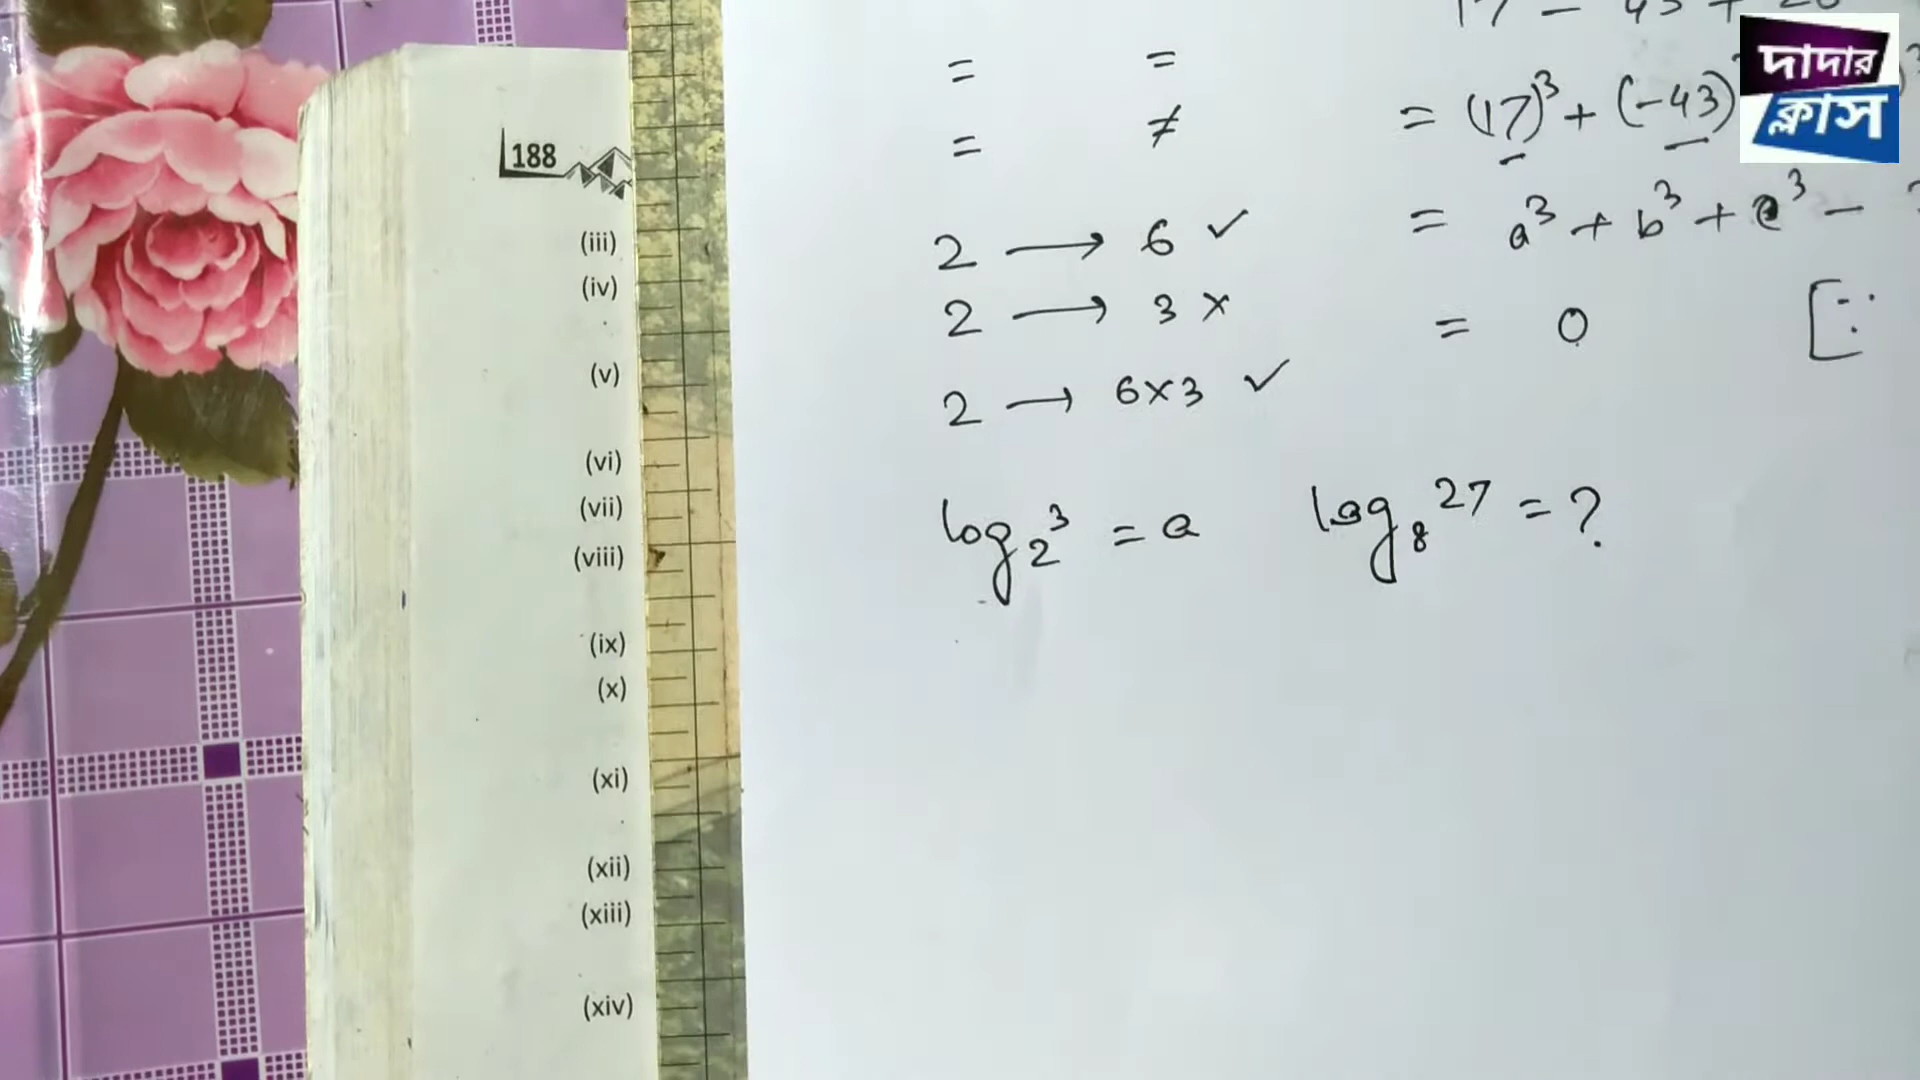 188
(iii)
(iv)
(v)
(vi)
(vii)
(viii)
(ix)
(x)
(xi)
(xii)
(xiii)
(xiv)
= =
= ≠
2 → 6 ✓
2 → 3 ×
2 → 6×3 ✓
log₂3 = a log₈27 = ?
= (17)³ + (-43)
= a³ + b³ + c³ -
= 0 [∵
দাদার
ক্লাস